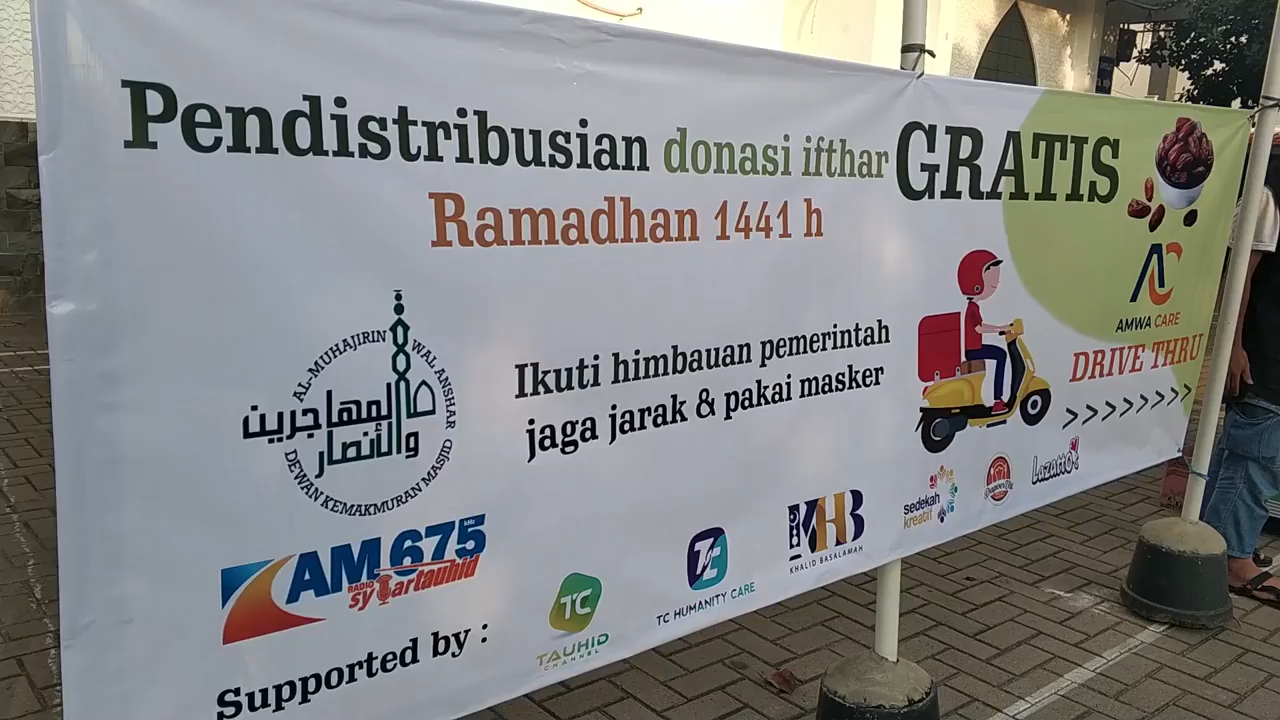 Pendistribusian donasi ifthar GRATIS
Ramadhan 1441 h
AMWA CARE
DRIVE THRU
>>>>>>>
Ikuti himbauan pemerintah
jaga jarak & pakai masker
AL-MUHAJIRIN WAL ANSHAR
المهاجرين
والأنصار
DEWAN KEMAKMURAN MASJID
AM 675 kHz
RADIO syiartauhid
Supported by :
TC
TAUHID
CHANNEL
TC
TC HUMANITY CARE
KHB
KHALID BASALAMAH
sedekah
kreatif
Lazatto